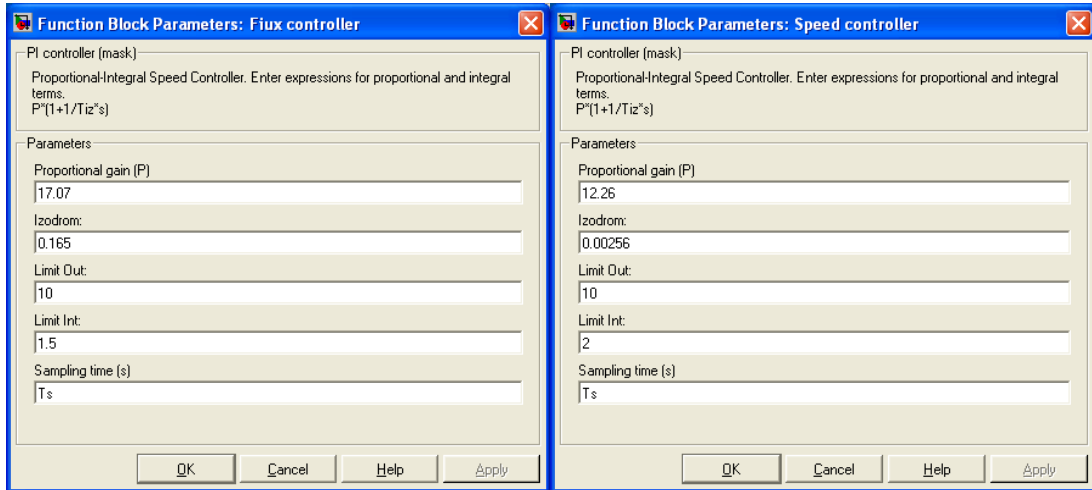 Function Block Parameters: Fiux controller
PI controller (mask)
Proportional-Integral Speed Controller. Enter expressions for proportional and integral
terms.
P*(1+1/Tiz*s)
Parameters
Proportional gain (P)
17.07
Izodrom:
0.165
Limit Out:
10
Limit Int:
1.5
Sampling time (s)
Ts
OK Cancel Help Apply
Function Block Parameters: Speed controller
PI controller (mask)
Proportional-Integral Speed Controller. Enter expressions for proportional and integral
terms.
P*(1+1/Tiz*s)
Parameters
Proportional gain (P)
12.26
Izodrom:
0.00256
Limit Out:
10
Limit Int:
2
Sampling time (s)
Ts
OK Cancel Help Apply